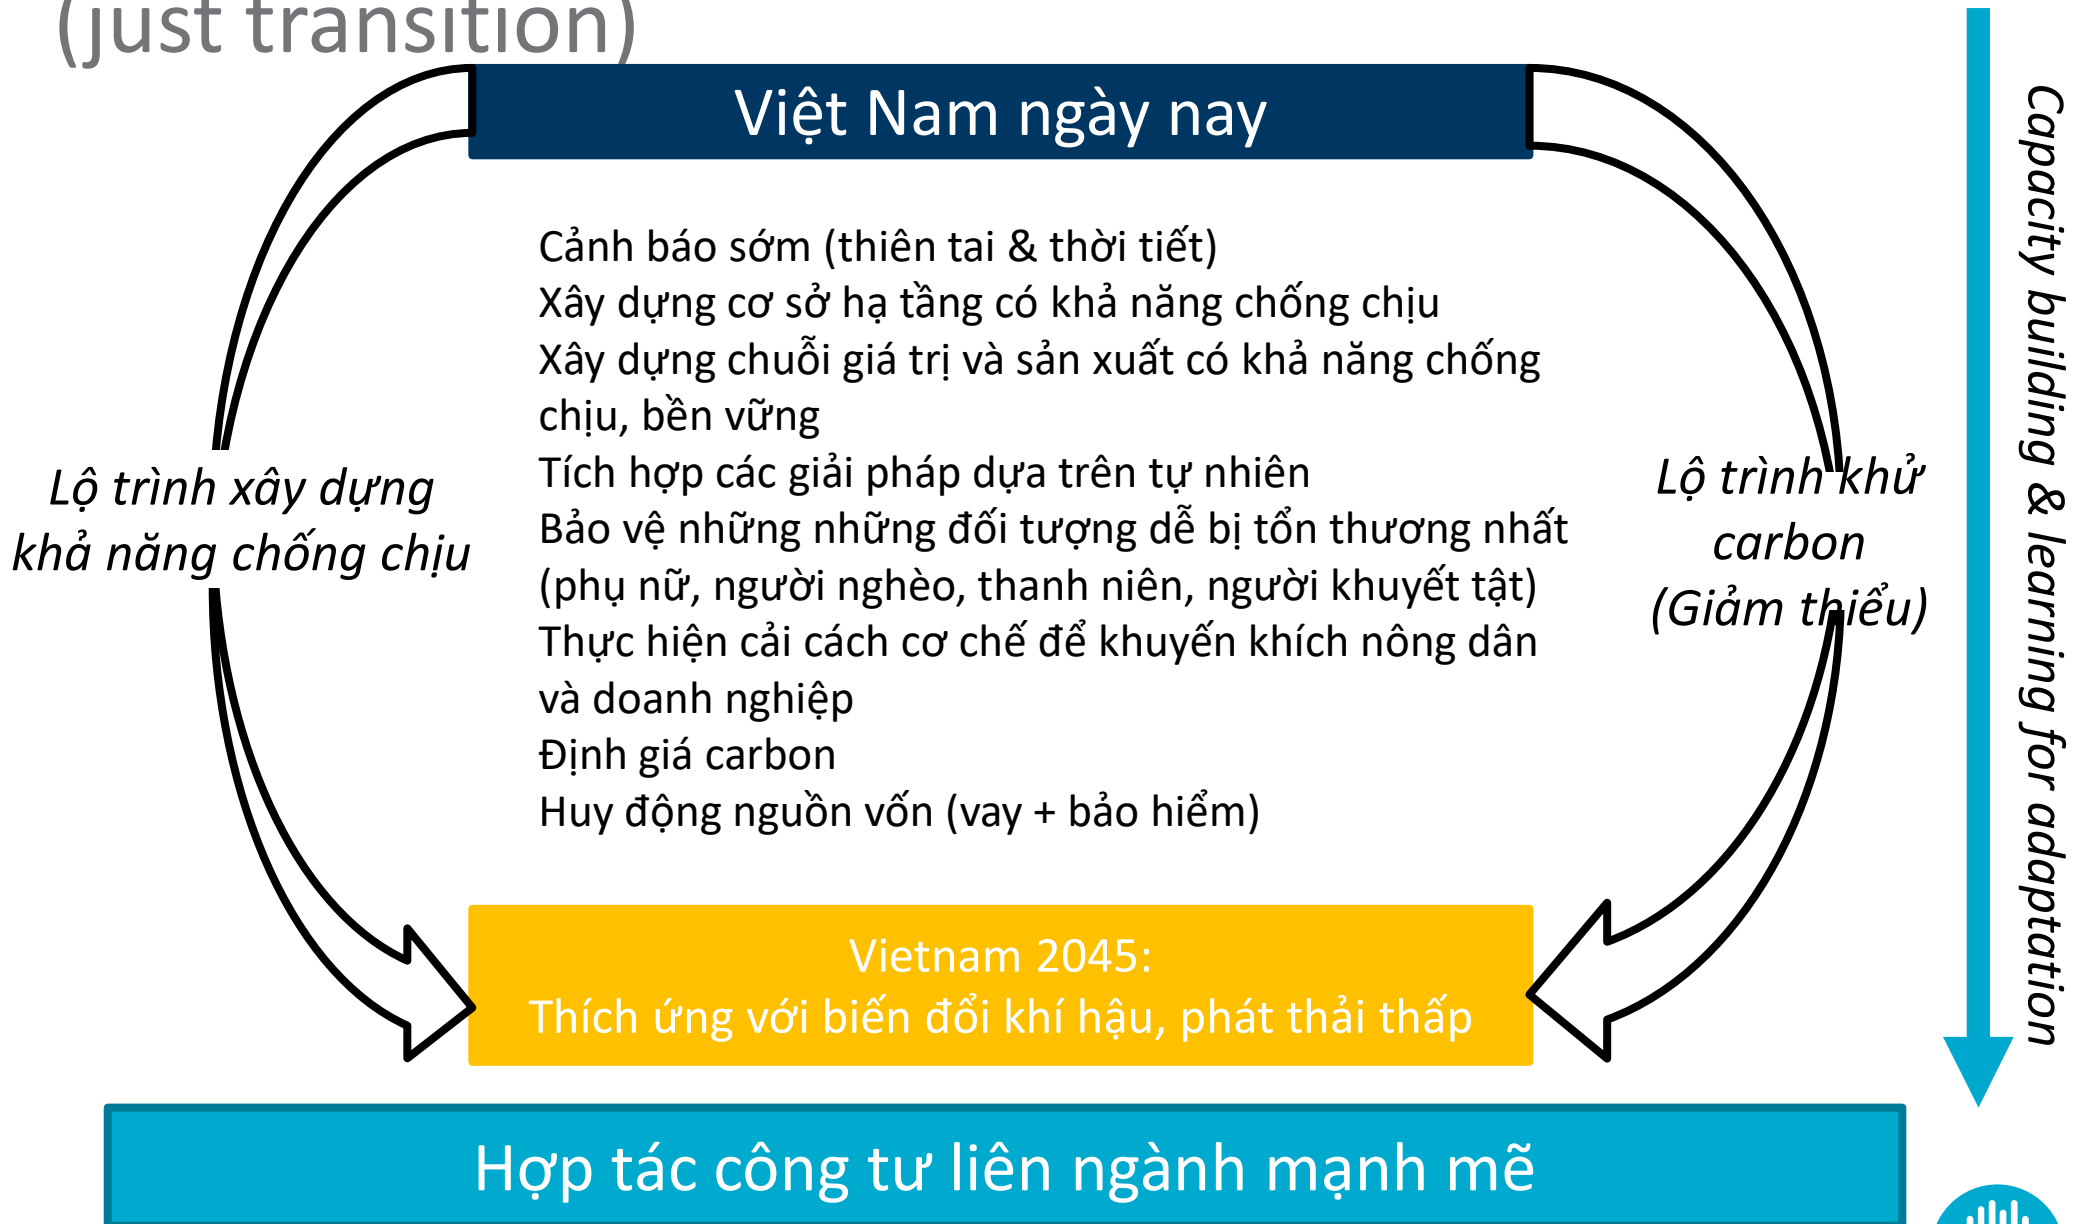 (just transition)
Việt Nam ngày nay
Cảnh báo sớm (thiên tai & thời tiết)
Xây dựng cơ sở hạ tầng có khả năng chống chịu
Xây dựng chuỗi giá trị và sản xuất có khả năng chống
chịu, bền vững
Tích hợp các giải pháp dựa trên tự nhiên
Bảo vệ những những đối tượng dễ bị tổn thương nhất
(phụ nữ, người nghèo, thanh niên, người khuyết tật)
Thực hiện cải cách cơ chế để khuyến khích nông dân
và doanh nghiệp
Định giá carbon
Huy động nguồn vốn (vay + bảo hiểm)
Lộ trình xây dựng
khả năng chống chịu
Lộ trình khử
carbon
(Giảm thiểu)
Capacity building & learning for adaptation
Vietnam 2045:
Thích ứng với biến đổi khí hậu, phát thải thấp
Hợp tác công tư liên ngành mạnh mẽ